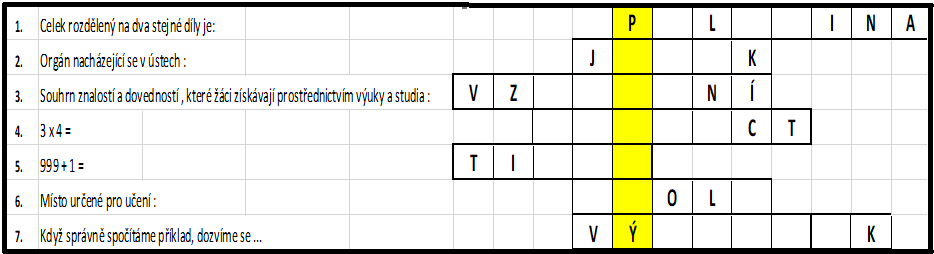 1. Celek rozdělený na dva stejné díly je: P L I N A
2. Orgán nacházející se v ústech : J K
3. Souhrn znalostí a dovedností , které žáci získávají prostřednictvím výuky a studia : V Z N Í
4. 3 x 4 = C T
5. 999 + 1 = T I
6. Místo určené pro učení : O L
7. Když správně spočítáme příklad, dozvíme se ... V Ý K